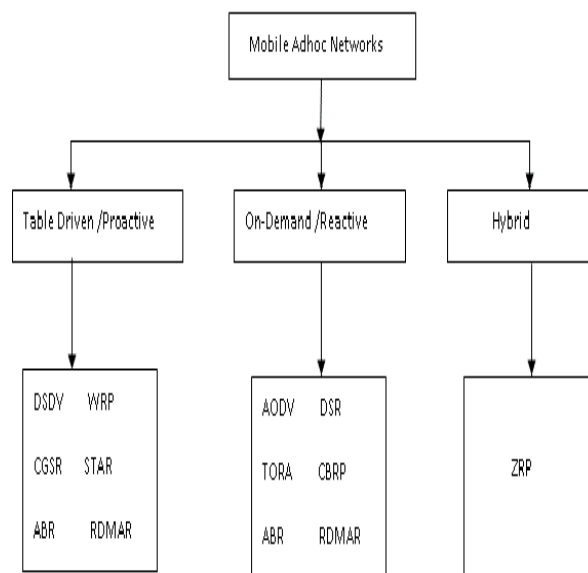 Mobile Adhoc Networks
Table Driven /Proactive
On-Demand /Reactive
Hybrid
DSDV WRP
CGSR STAR
ABR RDMAR
AODV DSR
TORA CBRP
ABR RDMAR
ZRP